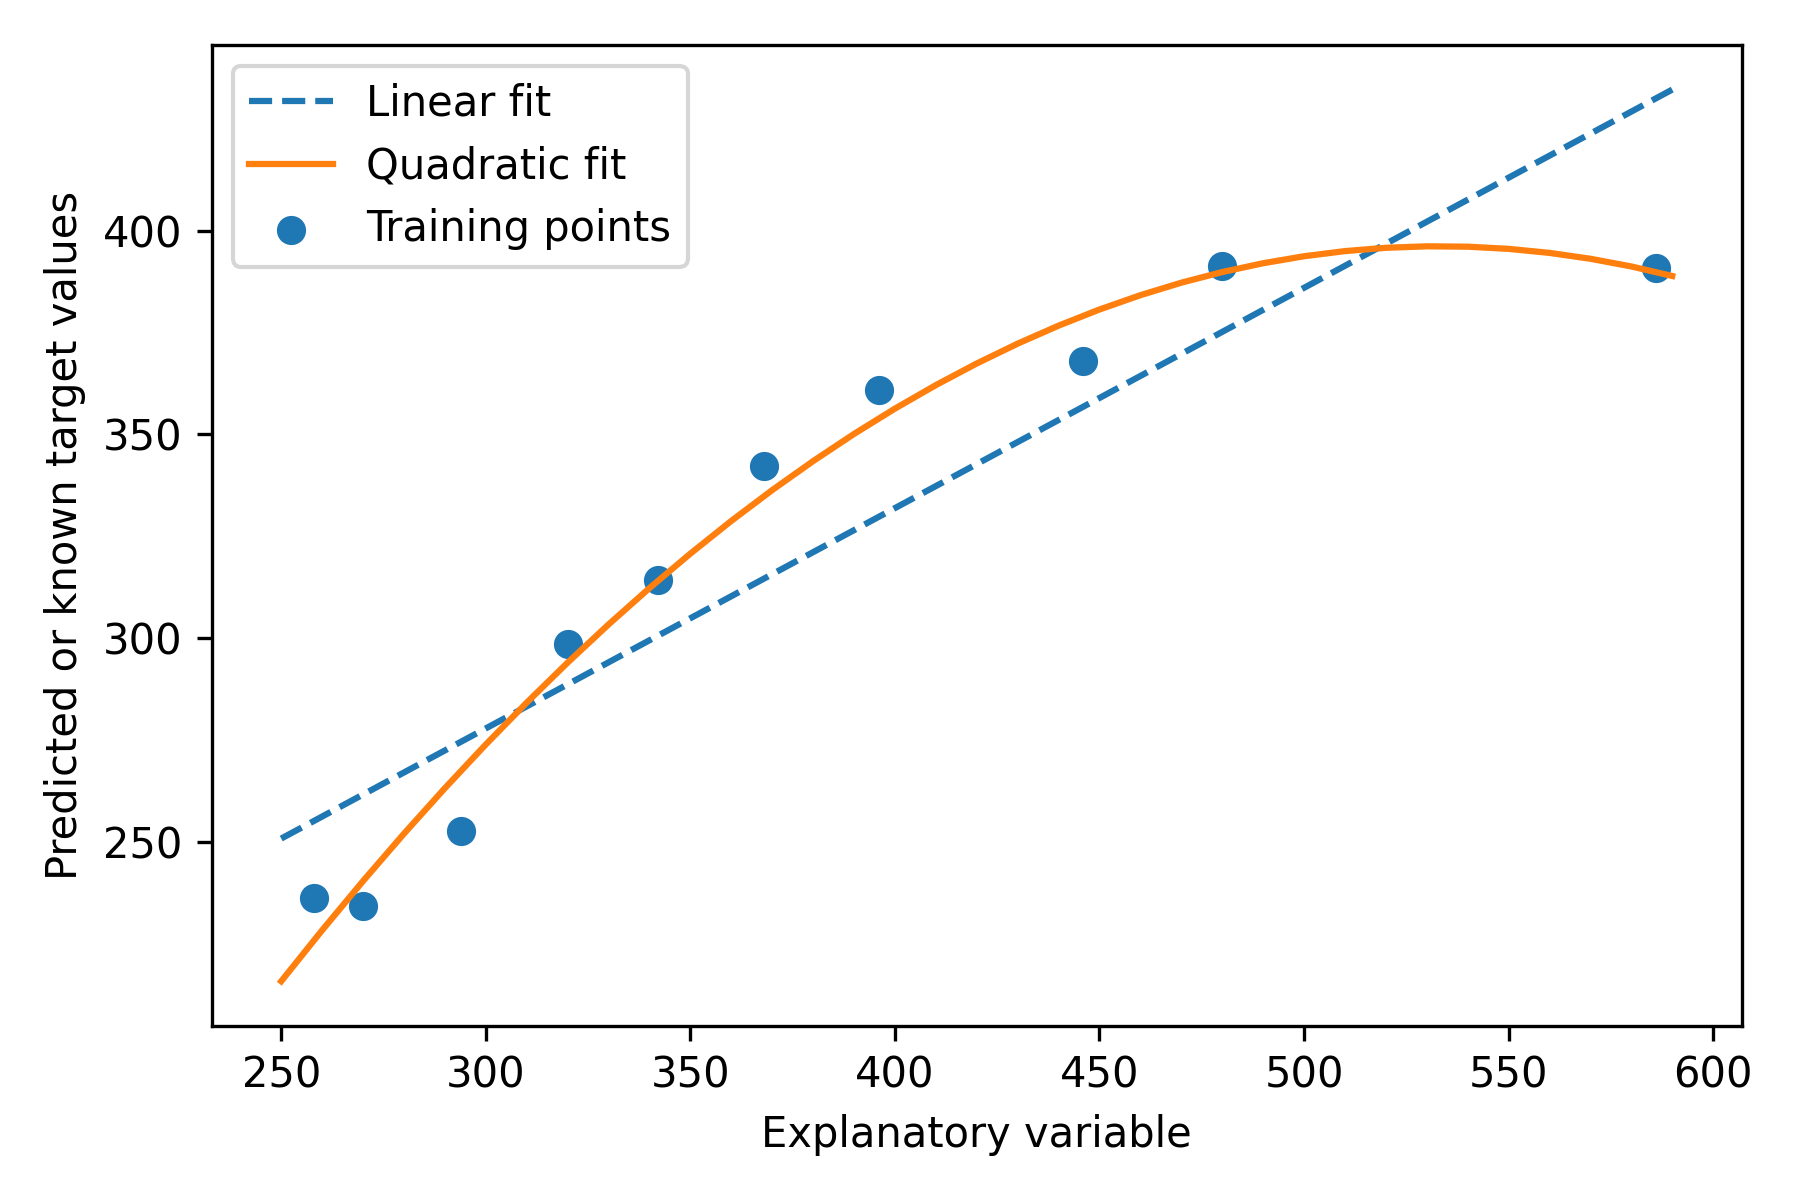 Linear fit
Quadratic fit
Training points
Predicted or known target values
400
350
300
250
250 300 350 400 450 500 550 600
Explanatory variable